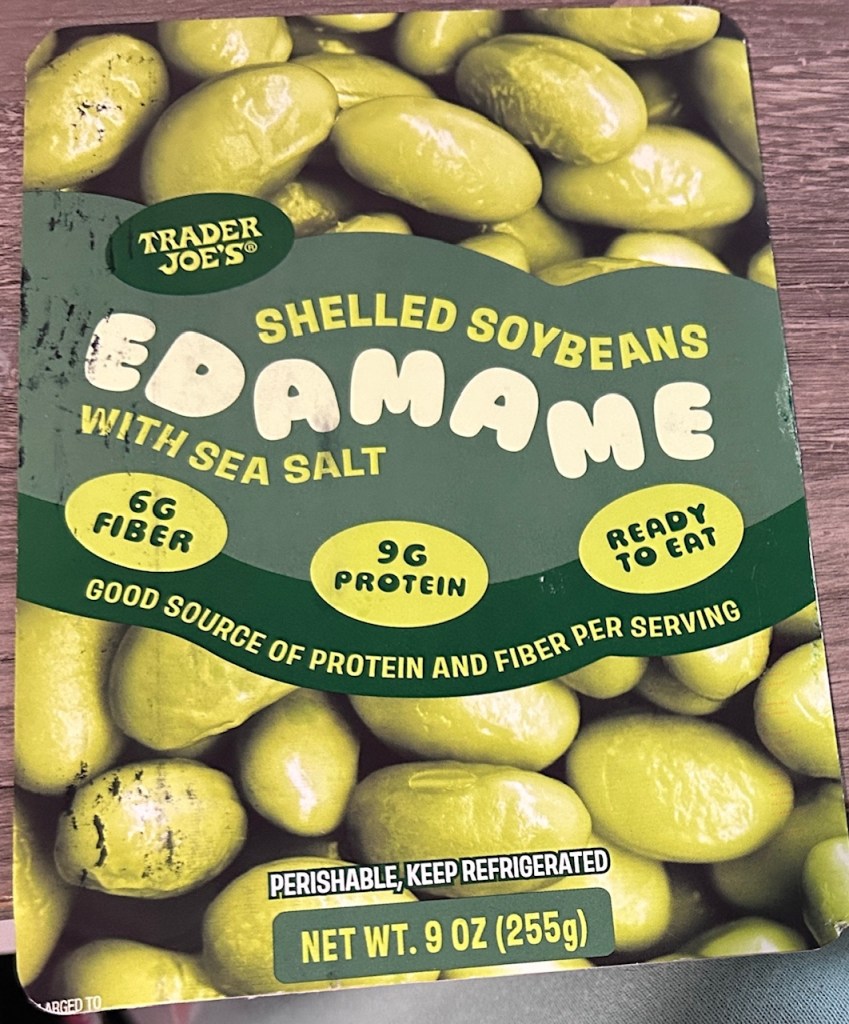 TRADER
JOE'S®
SHELLED SOYBEANS
EDAMAME
WITH SEA SALT
6G
FIBER
9G
PROTEIN
READY
TO EAT
GOOD SOURCE OF PROTEIN AND FIBER PER SERVING
PERISHABLE, KEEP REFRIGERATED
NET WT. 9 OZ (255g)
TO